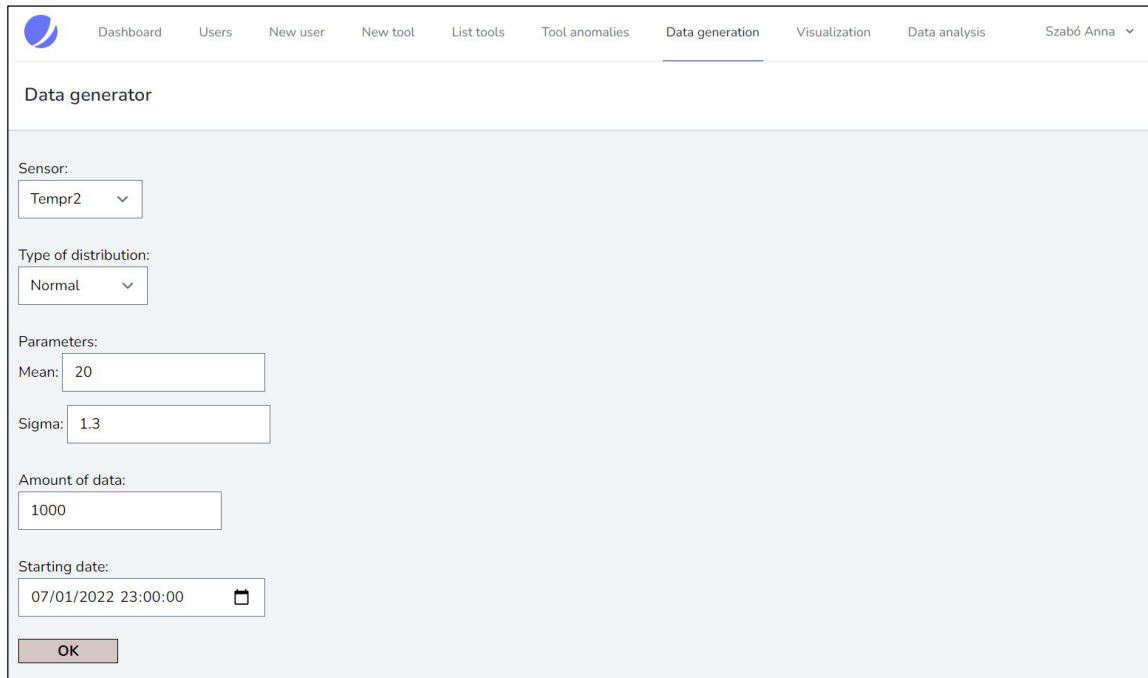 Dashboard Users New user New tool List tools Tool anomalies Data generation Visualization Data analysis Szabó Anna
Data generator
Sensor:
Tempr2
Type of distribution:
Normal
Parameters:
Mean: 20
Sigma: 1.3
Amount of data:
1000
Starting date:
07/01/2022 23:00:00
OK